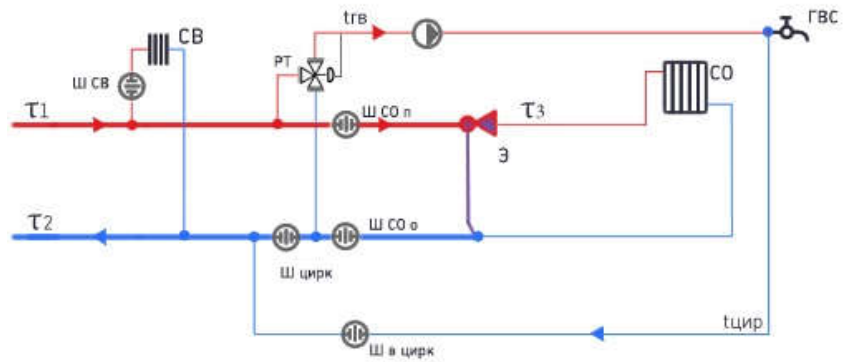 tгв
ГВС
СВ
РТ
Ш СВ
СО
τ1
Ш СО п
τ3
Э
τ2
Ш СО о
Ш цирк
tцир
Ш в цирк